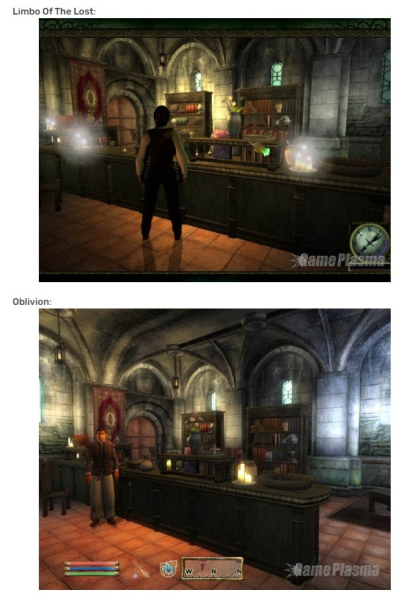 Limbo Of The Lost:
GamePlasma
Oblivion:
W N
GamePlasma